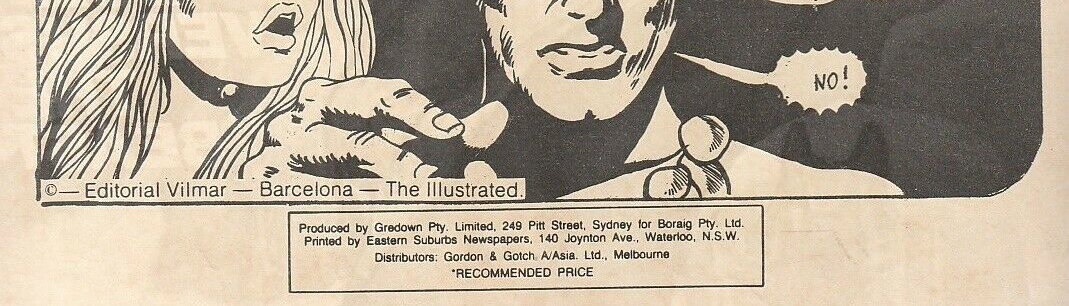 NO!
©— Editorial Vilmar — Barcelona — The Illustrated.
Produced by Gredown Pty. Limited, 249 Pitt Street, Sydney for Boraig Pty. Ltd.
Printed by Eastern Suburbs Newspapers, 140 Joynton Ave., Waterloo, N.S.W.
Distributors: Gordon & Gotch A/Asia. Ltd., Melbourne
*RECOMMENDED PRICE